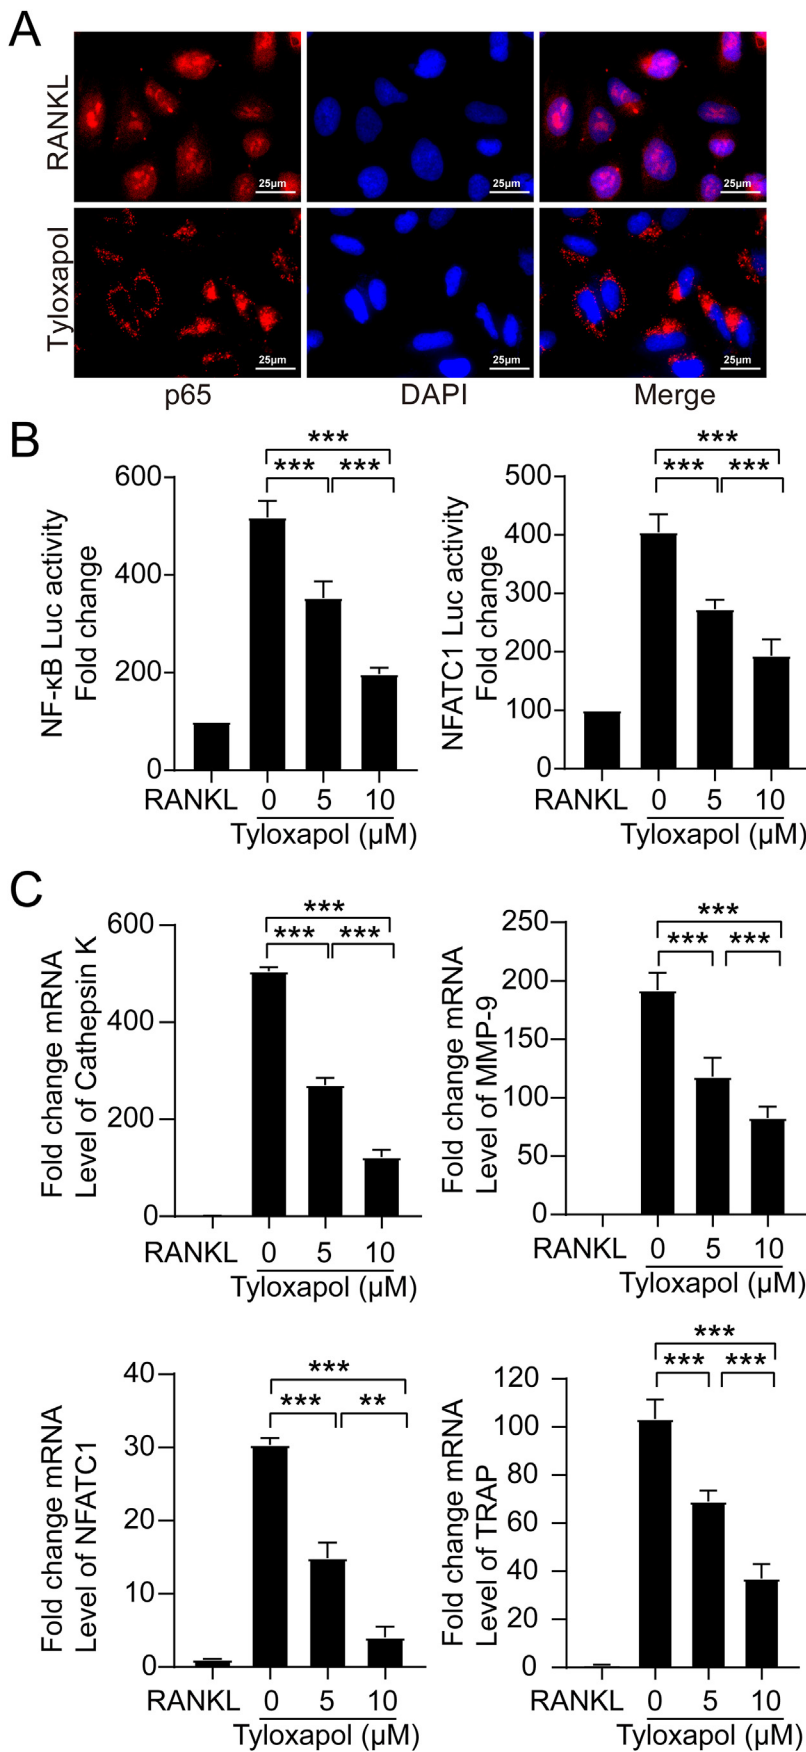 A
RANKL
25μm
25μm
25μm
Tyloxapol
25μm
25μm
25μm
p65
DAPI
Merge
B
NF-κB Luc activity
Fold change
600
400
200
0
***
***
***
RANKL
0
5
10
Tyloxapol (μM)
NFATC1 Luc activity
Fold change
500
400
300
200
100
0
***
***
***
RANKL
0
5
10
Tyloxapol (μM)
C
Fold change mRNA
Level of Cathepsin K
600
400
200
0
***
***
***
RANKL
0
5
10
Tyloxapol (μM)
Fold change mRNA
Level of MMP-9
250
200
150
100
50
0
***
***
***
RANKL
0
5
10
Tyloxapol (μM)
Fold change mRNA
Level of NFATC1
40
30
20
10
0
***
***
**
RANKL
0
5
10
Tyloxapol (μM)
Fold change mRNA
Level of TRAP
120
100
80
60
40
20
0
***
***
***
RANKL
0
5
10
Tyloxapol (μM)